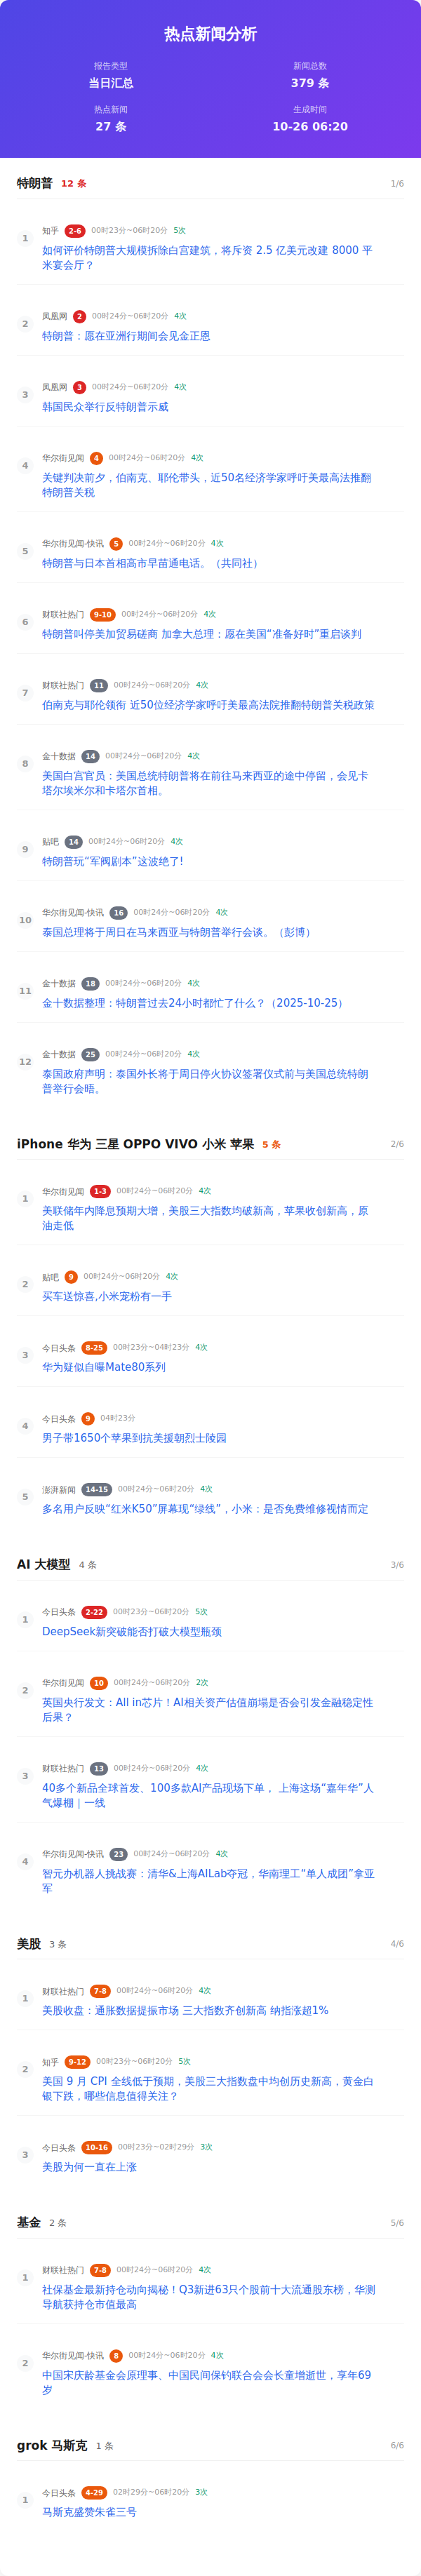 热点新闻分析
报告类型
当日汇总
新闻总数
379 条
热点新闻
27 条
生成时间
10-26 06:20
特朗普 12 条 1/6
1
知乎 2-6 00时23分~06时20分 5次
如何评价特朗普大规模拆除白宫建筑，将斥资 2.5 亿美元改建 8000 平
米宴会厅？
2
凤凰网 2 00时24分~06时20分 4次
特朗普：愿在亚洲行期间会见金正恩
3
凤凰网 3 00时24分~06时20分 4次
韩国民众举行反特朗普示威
4
华尔街见闻 4 00时24分~06时20分 4次
关键判决前夕，伯南克、耶伦带头，近50名经济学家呼吁美最高法推翻
特朗普关税
5
华尔街见闻-快讯 5 00时24分~06时20分 4次
特朗普与日本首相高市早苗通电话。（共同社）
6
财联社热门 9-10 00时24分~06时20分 4次
特朗普叫停美加贸易磋商 加拿大总理：愿在美国“准备好时”重启谈判
7
财联社热门 11 00时24分~06时20分 4次
伯南克与耶伦领衔 近50位经济学家呼吁美最高法院推翻特朗普关税政策
8
金十数据 14 00时24分~06时20分 4次
美国白宫官员：美国总统特朗普将在前往马来西亚的途中停留，会见卡
塔尔埃米尔和卡塔尔首相。
9
贴吧 14 00时24分~06时20分 4次
特朗普玩“军阀剧本”这波绝了!
10
华尔街见闻-快讯 16 00时24分~06时20分 4次
泰国总理将于周日在马来西亚与特朗普举行会谈。（彭博）
11
金十数据 18 00时24分~06时20分 4次
金十数据整理：特朗普过去24小时都忙了什么？（2025-10-25）
12
金十数据 25 00时24分~06时20分 4次
泰国政府声明：泰国外长将于周日停火协议签署仪式前与美国总统特朗
普举行会晤。
iPhone 华为 三星 OPPO VIVO 小米 苹果 5 条 2/6
1
华尔街见闻 1-3 00时24分~06时20分 4次
美联储年内降息预期大增，美股三大指数均破新高，苹果收创新高，原
油走低
2
贴吧 9 00时24分~06时20分 4次
买车送惊喜,小米宠粉有一手
3
今日头条 8-25 00时23分~04时23分 4次
华为疑似自曝Mate80系列
4
今日头条 9 04时23分
男子带1650个苹果到抗美援朝烈士陵园
5
澎湃新闻 14-15 00时24分~06时20分 4次
多名用户反映“红米K50”屏幕现“绿线”，小米：是否免费维修视情而定
AI 大模型 4 条 3/6
1
今日头条 2-22 00时23分~06时20分 5次
DeepSeek新突破能否打破大模型瓶颈
2
华尔街见闻 10 00时24分~06时20分 2次
英国央行发文：All in芯片！AI相关资产估值崩塌是否会引发金融稳定性
后果？
3
财联社热门 13 00时24分~06时20分 4次
40多个新品全球首发、100多款AI产品现场下单， 上海这场“嘉年华”人
气爆棚｜一线
4
华尔街见闻-快讯 23 00时24分~06时20分 4次
智元办机器人挑战赛：清华&上海AILab夺冠，华南理工“单人成团”拿亚
军
美股 3 条 4/6
1
财联社热门 7-8 00时24分~06时20分 4次
美股收盘：通胀数据提振市场 三大指数齐创新高 纳指涨超1%
2
知乎 9-12 00时23分~06时20分 5次
美国 9 月 CPI 全线低于预期，美股三大指数盘中均创历史新高，黄金白
银下跌，哪些信息值得关注？
3
今日头条 10-16 00时23分~02时29分 3次
美股为何一直在上涨
基金 2 条 5/6
1
财联社热门 7-8 00时24分~06时20分 4次
社保基金最新持仓动向揭秘！Q3新进63只个股前十大流通股东榜，华测
导航获持仓市值最高
2
华尔街见闻-快讯 8 00时24分~06时20分 4次
中国宋庆龄基金会原理事、中国民间保钓联合会会长童增逝世，享年69
岁
grok 马斯克 1 条 6/6
1
今日头条 4-29 02时29分~06时20分 3次
马斯克盛赞朱雀三号